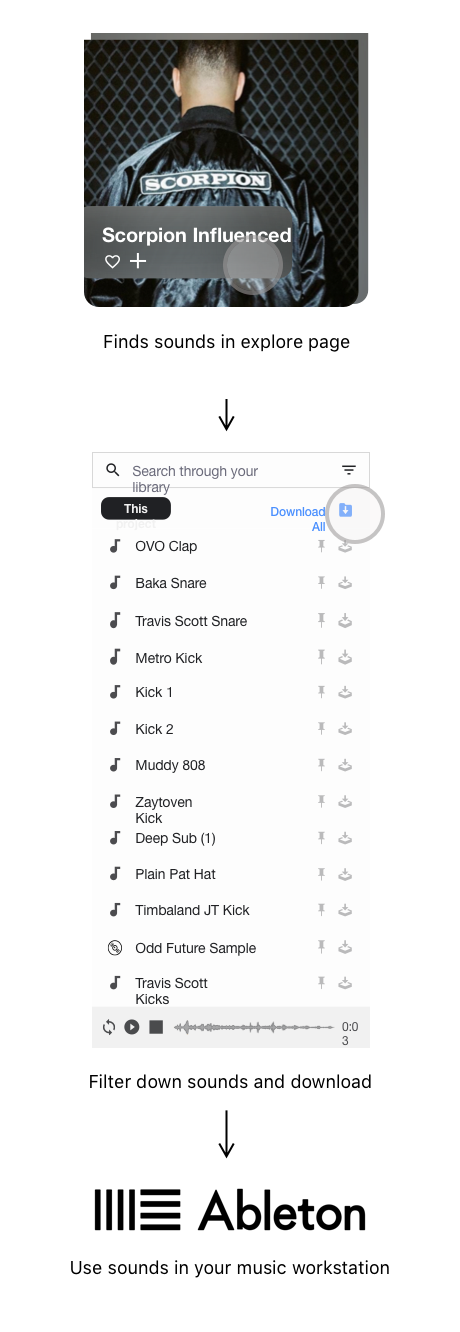 SCORPION
Scorpion Influenced
Finds sounds in explore page
Search through your
library
This
project
Download
All
OVO Clap
Baka Snare
Travis Scott Snare
Metro Kick
Kick 1
Kick 2
Muddy 808
Zaytoven
Kick
Deep Sub (1)
Plain Pat Hat
Timbaland JT Kick
Odd Future Sample
Travis Scott
Kicks
0:0
3
Filter down sounds and download
Ableton
Use sounds in your music workstation